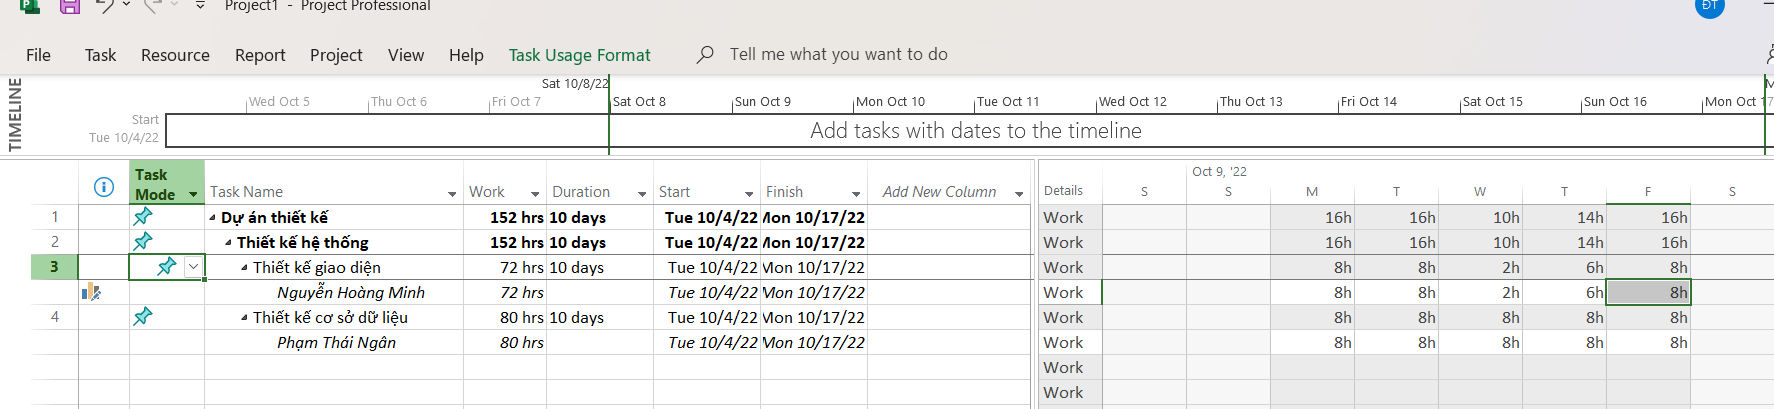 Project1 - Project Professional
ĐT
File Task Resource Report Project View Help Task Usage Format Tell me what you want to do
TIMELINE
Sat 10/8/22
Wed Oct 5 Thu Oct 6 Fri Oct 7 Sat Oct 8 Sun Oct 9 Mon Oct 10 Tue Oct 11 Wed Oct 12 Thu Oct 13 Fri Oct 14 Sat Oct 15 Sun Oct 16 Mon Oct 17
Start
Tue 10/4/22
Add tasks with dates to the timeline
Task Mode Task Name Work Duration Start Finish Add New Column Details
Oct 9, '22
S S M T W T F S
1 Dự án thiết kế 152 hrs 10 days Tue 10/4/22 Mon 10/17/22 Work 16h 16h 10h 14h 16h
2 Thiết kế hệ thống 152 hrs 10 days Tue 10/4/22 Mon 10/17/22 Work 16h 16h 10h 14h 16h
3 Thiết kế giao diện 72 hrs 10 days Tue 10/4/22 Mon 10/17/22 Work 8h 8h 2h 6h 8h
Nguyễn Hoàng Minh 72 hrs Tue 10/4/22 Mon 10/17/22 Work 8h 8h 2h 6h 8h
4 Thiết kế cơ sở dữ liệu 80 hrs 10 days Tue 10/4/22 Mon 10/17/22 Work 8h 8h 8h 8h 8h
Phạm Thái Ngân 80 hrs Tue 10/4/22 Mon 10/17/22 Work 8h 8h 8h 8h 8h
Work
Work